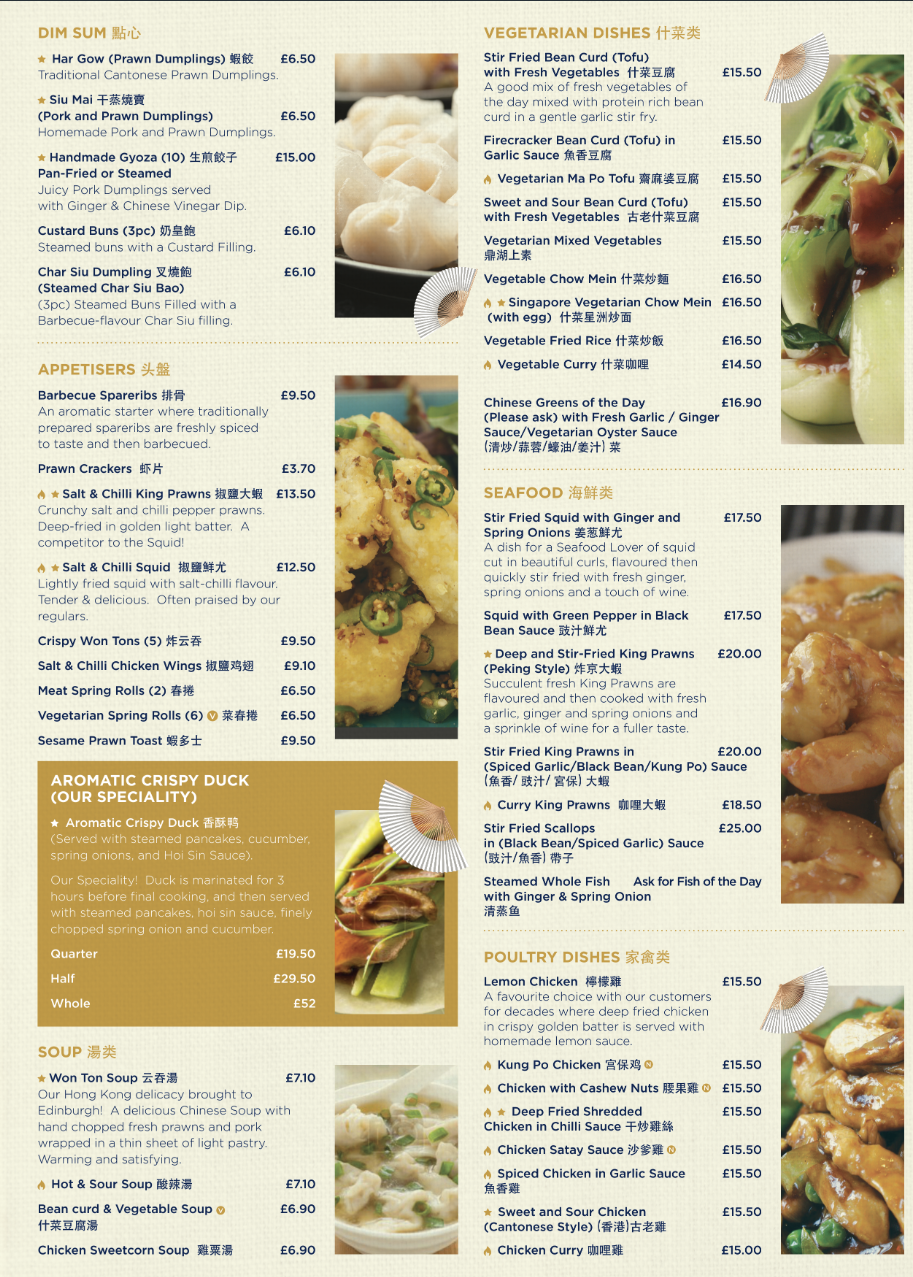 DIM SUM 點心
Har Gow (Prawn Dumplings) 蝦餃 £6.50
Traditional Cantonese Prawn Dumplings.
Siu Mai 干蒸燒賣
(Pork and Prawn Dumplings) £6.50
Homemade Pork and Prawn Dumplings.
Handmade Gyoza (10) 生煎餃子 £15.00
Pan-Fried or Steamed
Juicy Pork Dumplings served
with Ginger & Chinese Vinegar Dip.
Custard Buns (3pc) 奶皇鮑 £6.10
Steamed buns with a Custard Filling.
Char Siu Dumpling 叉燒鮑 £6.10
(Steamed Char Siu Bao)
(3pc) Steamed Buns Filled with a
Barbecue-flavour Char Siu filling.
APPETISERS 头盤
Barbecue Spareribs 排骨 £9.50
An aromatic starter where traditionally
prepared spareribs are freshly spiced
to taste and then barbecued.
Prawn Crackers 虾片 £3.70
Salt & Chilli King Prawns 椒鹽大蝦 £13.50
Crunchy salt and chilli pepper prawns.
Deep-fried in golden light batter. A
competitor to the Squid!
Salt & Chilli Squid 椒鹽鮮尤 £12.50
Lightly fried squid with salt-chilli flavour.
Tender & delicious. Often praised by our
regulars.
Crispy Won Tons (5) 炸云吞 £9.50
Salt & Chilli Chicken Wings 椒鹽鸡翅 £9.10
Meat Spring Rolls (2) 春捲 £6.50
Vegetarian Spring Rolls (6) V 菜春捲 £6.50
Sesame Prawn Toast 蝦多士 £9.50
AROMATIC CRISPY DUCK
(OUR SPECIALITY)
Aromatic Crispy Duck 香酥鸭
(Served with steamed pancakes, cucumber,
spring onions, and Hoi Sin Sauce).
Our Speciality! Duck is marinated for 3
hours before final cooking, and then served
with steamed pancakes, hoi sin sauce, finely
chopped spring onion and cucumber.
Quarter £19.50
Half £29.50
Whole £52
SOUP 湯类
Won Ton Soup 云吞湯 £7.10
Our Hong Kong delicacy brought to
Edinburgh! A delicious Chinese Soup with
hand chopped fresh prawns and pork
wrapped in a thin sheet of light pastry.
Warming and satisfying.
Hot & Sour Soup 酸辣湯 £7.10
Bean curd & Vegetable Soup V £6.90
什菜豆腐湯
Chicken Sweetcorn Soup 雞粟湯 £6.90
VEGETARIAN DISHES 什菜类
Stir Fried Bean Curd (Tofu)
with Fresh Vegetables 什菜豆腐 £15.50
A good mix of fresh vegetables of
the day mixed with protein rich bean
curd in a gentle garlic stir fry.
Firecracker Bean Curd (Tofu) in £15.50
Garlic Sauce 魚香豆腐
Vegetarian Ma Po Tofu 齋麻婆豆腐 £15.50
Sweet and Sour Bean Curd (Tofu) £15.50
with Fresh Vegetables 古老什菜豆腐
Vegetarian Mixed Vegetables £15.50
鼎湖上素
Vegetable Chow Mein 什菜炒麵 £16.50
Singapore Vegetarian Chow Mein £16.50
(with egg) 什菜星洲炒面
Vegetable Fried Rice 什菜炒飯 £16.50
Vegetable Curry 什菜咖哩 £14.50
Chinese Greens of the Day £16.90
(Please ask) with Fresh Garlic / Ginger
Sauce/Vegetarian Oyster Sauce
(清炒/蒜蓉/蠔油/姜汁) 菜
SEAFOOD 海鮮类
Stir Fried Squid with Ginger and £17.50
Spring Onions 姜葱鮮尤
A dish for a Seafood Lover of squid
cut in beautiful curls, flavoured then
quickly stir fried with fresh ginger,
spring onions and a touch of wine.
Squid with Green Pepper in Black £17.50
Bean Sauce 豉汁鮮尤
Deep and Stir-Fried King Prawns £20.00
(Peking Style) 炸京大蝦
Succulent fresh King Prawns are
flavoured and then cooked with fresh
garlic, ginger and spring onions and
a sprinkle of wine for a fuller taste.
Stir Fried King Prawns in £20.00
(Spiced Garlic/Black Bean/Kung Po) Sauce
(魚香/ 豉汁/ 宮保) 大蝦
Curry King Prawns 咖哩大蝦 £18.50
Stir Fried Scallops £25.00
in (Black Bean/Spiced Garlic) Sauce
(豉汁/魚香) 帶子
Steamed Whole Fish Ask for Fish of the Day
with Ginger & Spring Onion
清蒸鱼
POULTRY DISHES 家禽类
Lemon Chicken 檸檬雞 £15.50
A favourite choice with our customers
for decades where deep fried chicken
in crispy golden batter is served with
homemade lemon sauce.
Kung Po Chicken 宮保鸡 N £15.50
Chicken with Cashew Nuts 腰果雞 N £15.50
Deep Fried Shredded £15.50
Chicken in Chilli Sauce 干炒雞絲
Chicken Satay Sauce 沙爹雞 N £15.50
Spiced Chicken in Garlic Sauce £15.50
魚香雞
Sweet and Sour Chicken £15.50
(Cantonese Style) (香港)古老雞
Chicken Curry 咖哩雞 £15.00